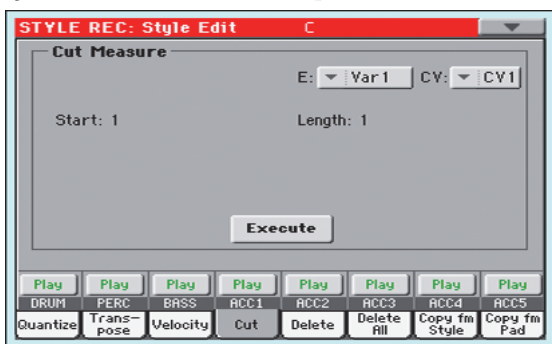 STYLE REC: Style Edit C
Cut Measure
E: Var1 CV: CV1
Start: 1 Length: 1
Execute
Play Play Play Play Play Play Play Play
DRUM PERC BASS ACC1 ACC2 ACC3 ACC4 ACC5
Quantize Trans- Velocity Cut Delete Delete Copy fm Copy fm
pose All Style Pad